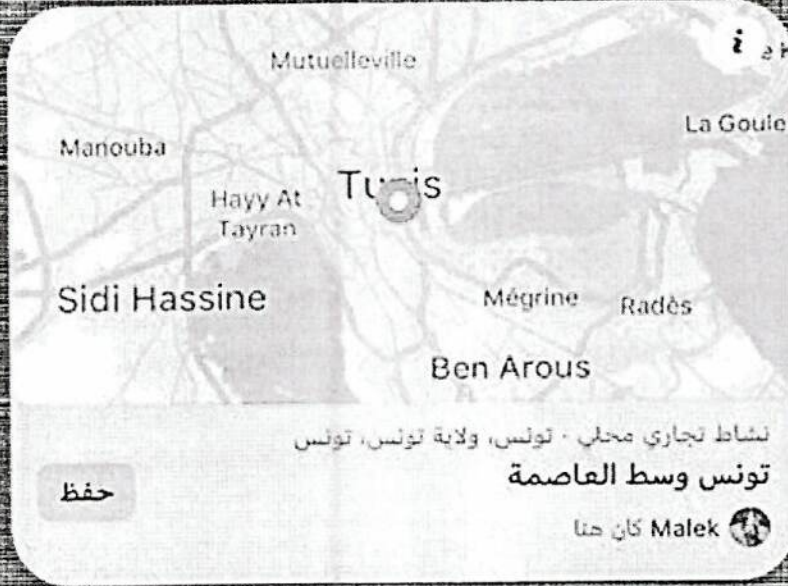 Mutuelleville
La Goule
Manouba
Tunis
Hayy At
Tayran
Sidi Hassine
Mégrine
Radès
Ben Arous
نشاط تجاري محلي · تونس، ولاية تونس، تونس
تونس وسط العاصمة
حفظ
Malek كان هنا